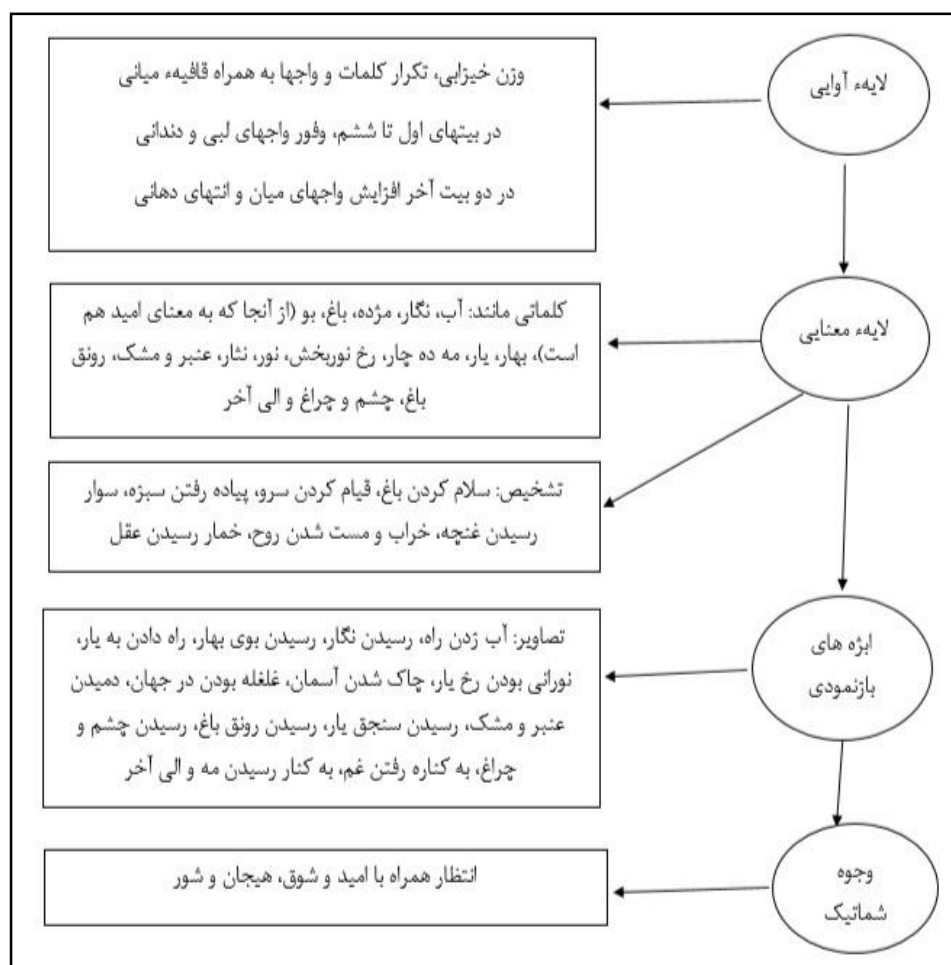 لایهء آوایی
وزن خیزابی، تکرار کلمات و واجها به همراه قافیهء میانی
در بیتهای اول تا ششم، وفور واجهای لبی و دندانی
در دو بیت آخر افزایش واجهای میان و انتهای دهانی
لایهء معنایی
کلماتی مانند: آب، نگار، مژده، باغ، بو (از آنجا که به معنای امید هم
است)، بهار، یار، مه ده چار، رخ نوربخش، نور، نثار، عنبر و مشک، رونق
باغ، چشم و چراغ و الی آخر
تشخیص: سلام کردن باغ، قیام کردن سرو، پیاده رفتن سبزه، سوار
رسیدن غنچه، خراب و مست شدن روح، خمار رسیدن عقل
ابژه های
بازنمودی
تصاویر: آب زدن راه، رسیدن نگار، رسیدن بوی بهار، راه دادن به یار،
نورانی بودن رخ یار، چاک شدن آسمان، غلغله بودن در جهان، دمیدن
عنبر و مشک، رسیدن سنجق یار، رسیدن رونق باغ، رسیدن چشم و
چراغ، به کناره رفتن غم، به کنار رسیدن مه و الی آخر
وجوه
شماتیک
انتظار همراه با امید و شوق، هیجان و شور